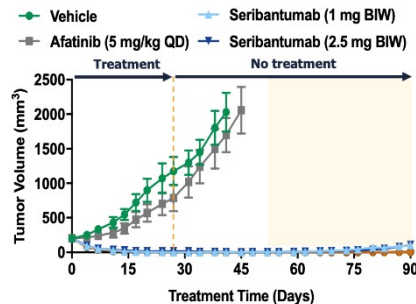 Vehicle
Seribantumab (1 mg BIW)
Afatinib (5 mg/kg QD)
Seribantumab (2.5 mg BIW)
Treatment
No treatment
Tumor Volume (mm³)
2500
2000
1500
1000
500
0
0
15
30
45
60
75
90
Treatment Time (Days)